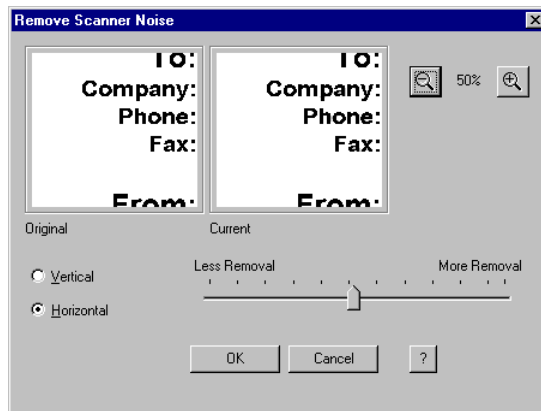 Remove Scanner Noise
To:
Company:
Phone:
Fax:
From:
To:
Company:
Phone:
Fax:
From:
50%
Original
Current
Vertical
Horizontal
Less Removal
More Removal
OK
Cancel
?